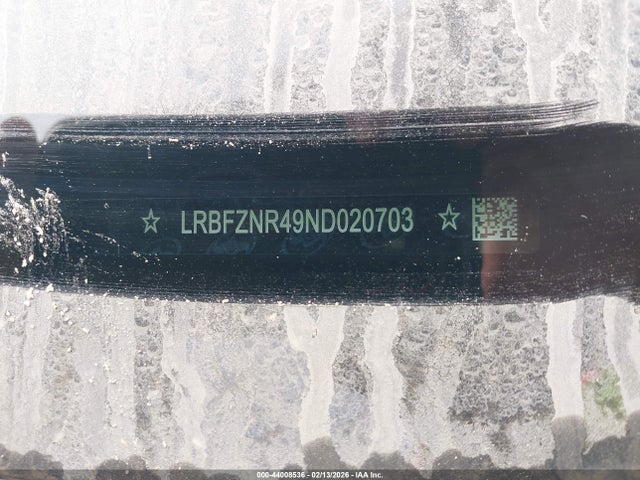 ☆ LRBFZNR49ND020703 ☆
000-44008536 - 02/13/2026 - IAA Inc.